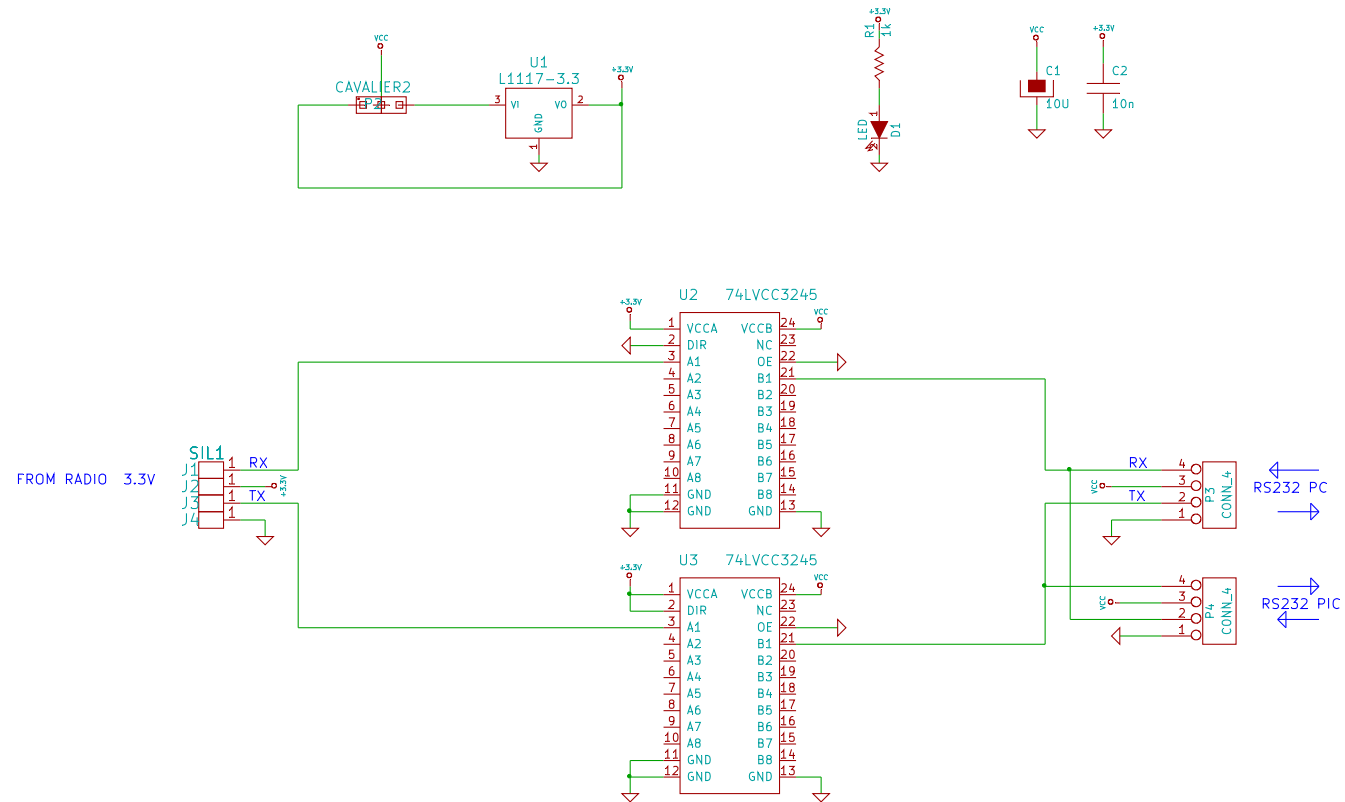 VCC
CAVALIER2
P2
U1
L1117-3.3
3 VI VO 2
GND
1
+3.3V
+3.3V
R1
1k
LED
1
2
D1
VCC
C1
10U
+3.3V
C2
10n
FROM RADIO 3.3V
SIL1
J1 1 RX
J2 1 +3.3V
J3 1 TX
J4 1
U2 74LVCC3245
+3.3V
VCC
1 VCCA VCCB 24
2 DIR NC 23
3 A1 OE 22
4 A2 B1 21
5 A3 B2 20
6 A4 B3 19
7 A5 B4 18
8 A6 B5 17
9 A7 B6 16
10 A8 B7 15
11 GND B8 14
12 GND GND 13
U3 74LVCC3245
+3.3V
VCC
1 VCCA VCCB 24
2 DIR NC 23
3 A1 OE 22
4 A2 B1 21
5 A3 B2 20
6 A4 B3 19
7 A5 B4 18
8 A6 B5 17
9 A7 B6 16
10 A8 B7 15
11 GND B8 14
12 GND GND 13
RX 4
VCC 3
TX 2
1
P3
CONN_4
RS232 PC
4
VCC 3
2
1
P4
CONN_4
RS232 PIC